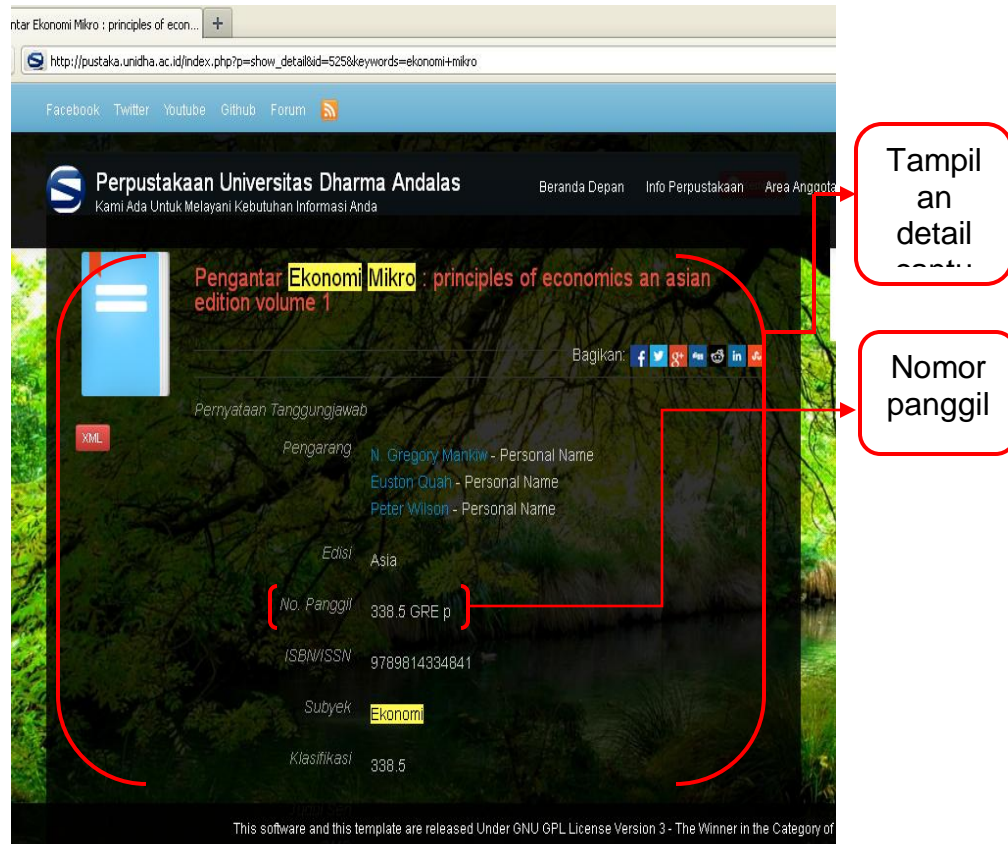 ntar Ekonomi Mikro : principles of econ... +
http://pustaka.unidha.ac.id/index.php?p=show_detail&id=525&keywords=ekonomi+mikro
Facebook Twitter Youtube Github Forum
Perpustakaan Universitas Dharma Andalas
Kami Ada Untuk Melayani Kebutuhan Informasi Anda
Beranda Depan Info Perpustakaan Area Anggota
Tampil
an
detail
Pengantar Ekonomi Mikro : principles of economics an asian
edition volume 1
Bagikan:
Nomor
panggil
XML
Pernyataan Tanggungjawab
Pengarang N. Gregory Mankiw - Personal Name
Euston Quah - Personal Name
Peter Wilson - Personal Name
Edisi Asia
No. Panggil 338.5 GRE p
ISBN/ISSN 9789814334841
Subyek Ekonomi
Klasifikasi 338.5
This software and this template are released Under GNU GPL License Version 3 - The Winner in the Category of